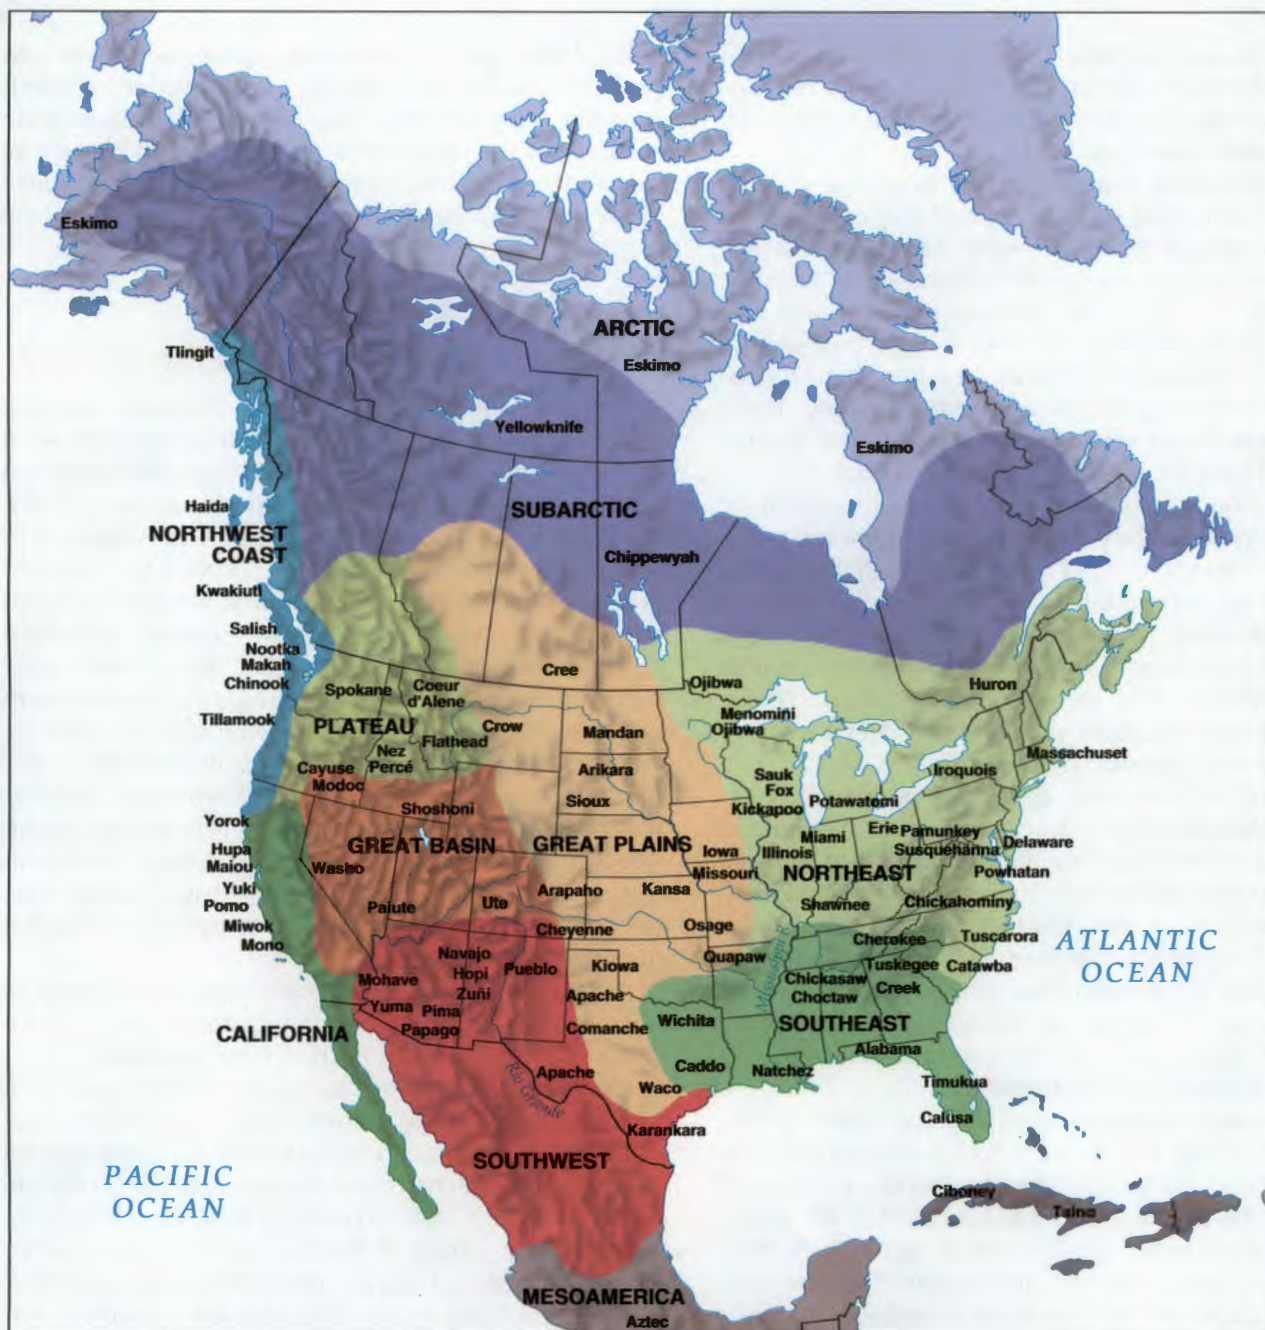 Eskimo
ARCTIC
Eskimo
Tlingit
Yellowknife
Eskimo
Haida
SUBARCTIC
NORTHWEST
COAST
Chippewyah
Kwakiutl
Salish
Nootka
Makah
Chinook
Cree
Ojibwa
Huron
Spokane
Coeur
d'Alene
Tillamook
PLATEAU
Crow
Mandan
Menomini
Ojibwa
Flathead
Nez
Percé
Massachuset
Cayuse
Modoc
Arikara
Sauk
Fox
Iroquois
Shoshoni
Sioux
Kickapoo
Potawatomi
Yorok
Hupa
Maiou
GREAT BASIN
GREAT PLAINS
Iowa
Illinois
Miami
Erie
Pamunkey
Susquehanna
Delaware
Washo
Missouri
NORTHEAST
Powhatan
Yuki
Pomo
Arapaho
Kansa
Paiute
Ute
Shawnee
Chickahominy
Miwok
Mono
Cheyenne
Osage
Mississippi R.
Cherokee
Tuscarora
ATLANTIC
OCEAN
Navajo
Hopi
Zuñi
Pueblo
Kiowa
Quapaw
Tuskegee
Catawba
Mohave
Chickasaw
Choctaw
Creek
Yuma
Pima
Papago
Apache
Comanche
Wichita
SOUTHEAST
CALIFORNIA
Alabama
Apache
Rio Grande
Caddo
Natchez
Waco
Timukua
Calusa
Karankara
SOUTHWEST
PACIFIC
OCEAN
Ciboney
Taino
MESOAMERICA
Aztec